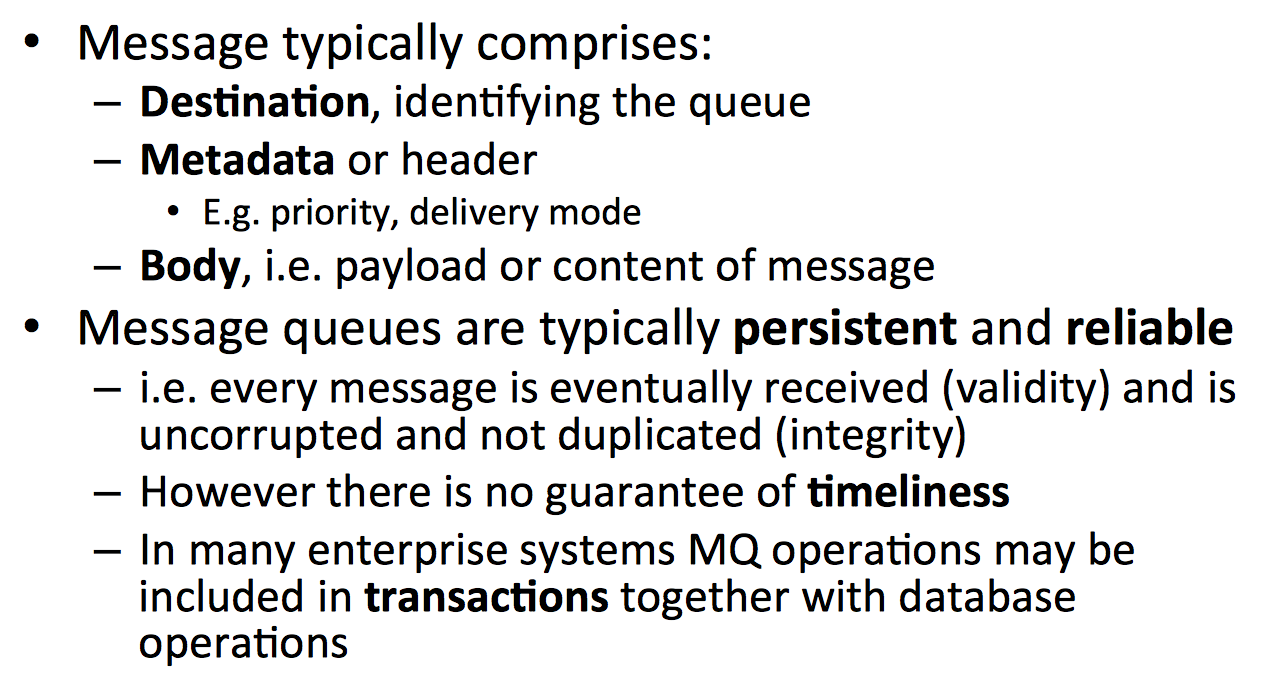 • Message typically comprises:
– Destination, identifying the queue
– Metadata or header
• E.g. priority, delivery mode
– Body, i.e. payload or content of message
• Message queues are typically persistent and reliable
– i.e. every message is eventually received (validity) and is
uncorrupted and not duplicated (integrity)
– However there is no guarantee of timeliness
– In many enterprise systems MQ operations may be
included in transactions together with database
operations